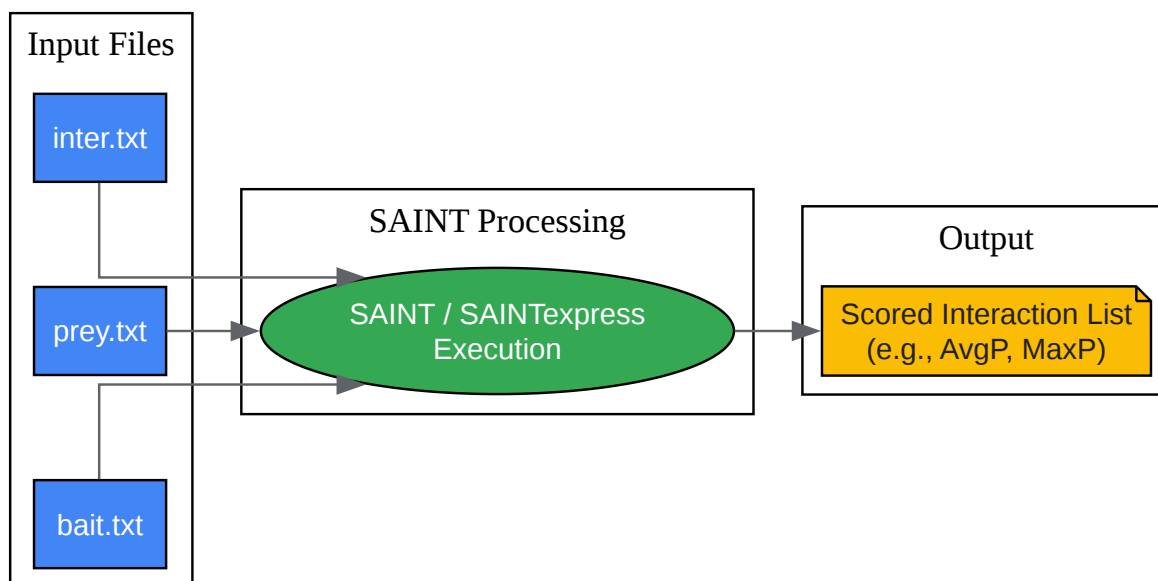 Input Files
inter.txt
prey.txt
bait.txt
SAINT Processing
SAINT / SAINTexpress
Execution
Output
Scored Interaction List
(e.g., AvgP, MaxP)